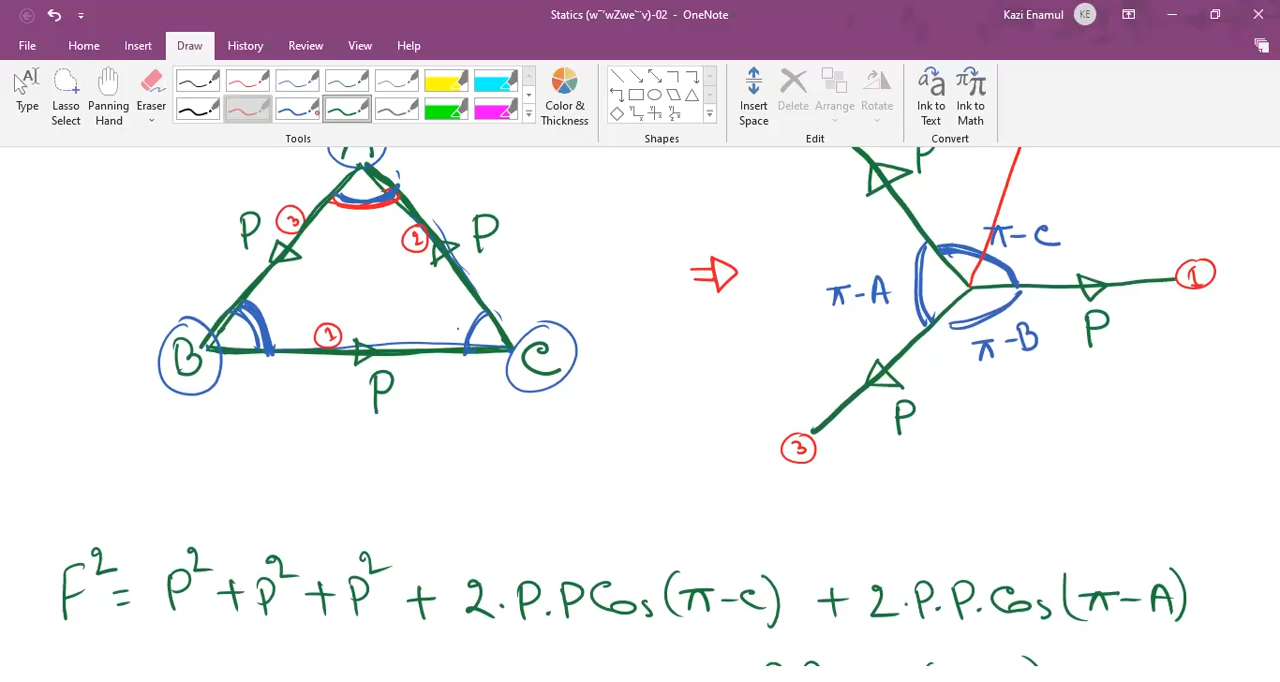 Statics (w¯’wZwe`¨v)-02 - OneNote
Kazi Enamul KE
File Home Insert Draw History Review View Help
Type
Lasso Select
Panning Hand
Eraser
Color & Thickness
Insert Space
Delete
Arrange
Rotate
Ink to Text
Ink to Math
Tools
Shapes
Edit
Convert
A
P 3
2 P
B
1
C
P
⇒
P
π-C
π-A
π-B
1
P
P
3
F² = P² + P² + P² + 2.P.P Cos(π-C) + 2.P.P. Cos(π-A)